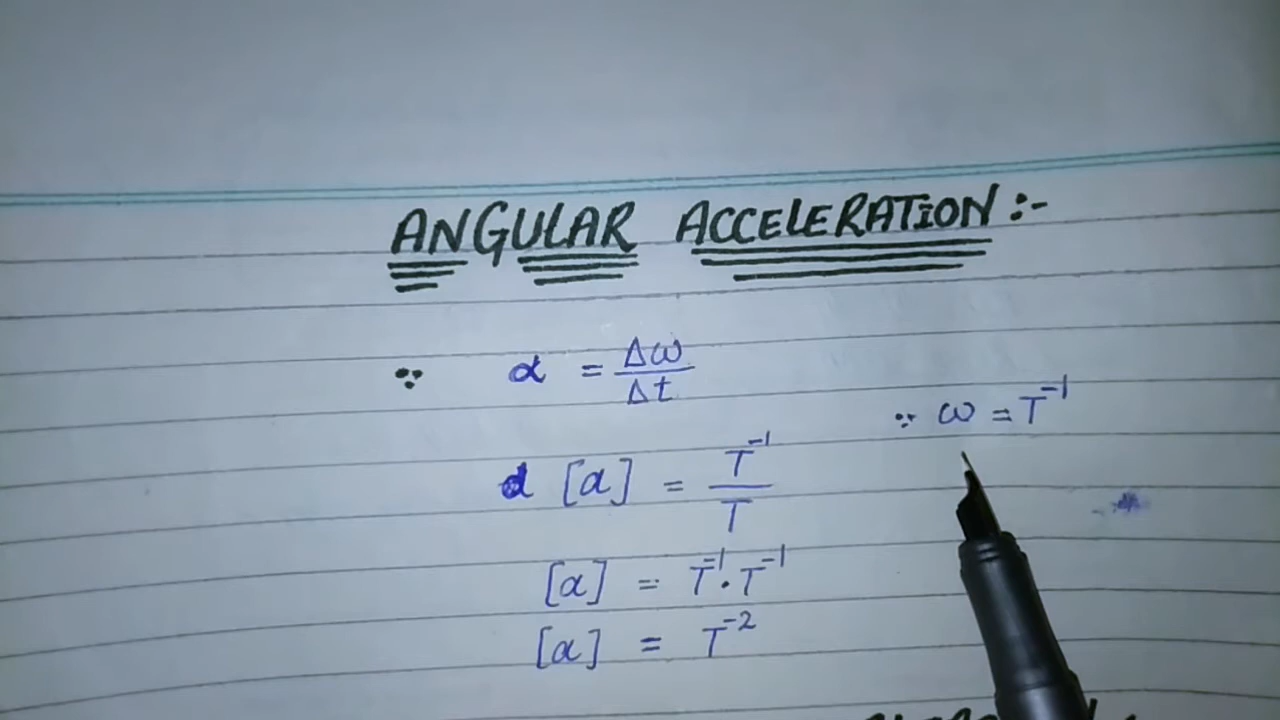 ANGULAR ACCELERATION :-
∵ α = Δω/Δt
∵ ω = T⁻¹
α [α] = T⁻¹/T
[α] = T⁻¹ · T⁻¹
[α] = T⁻²